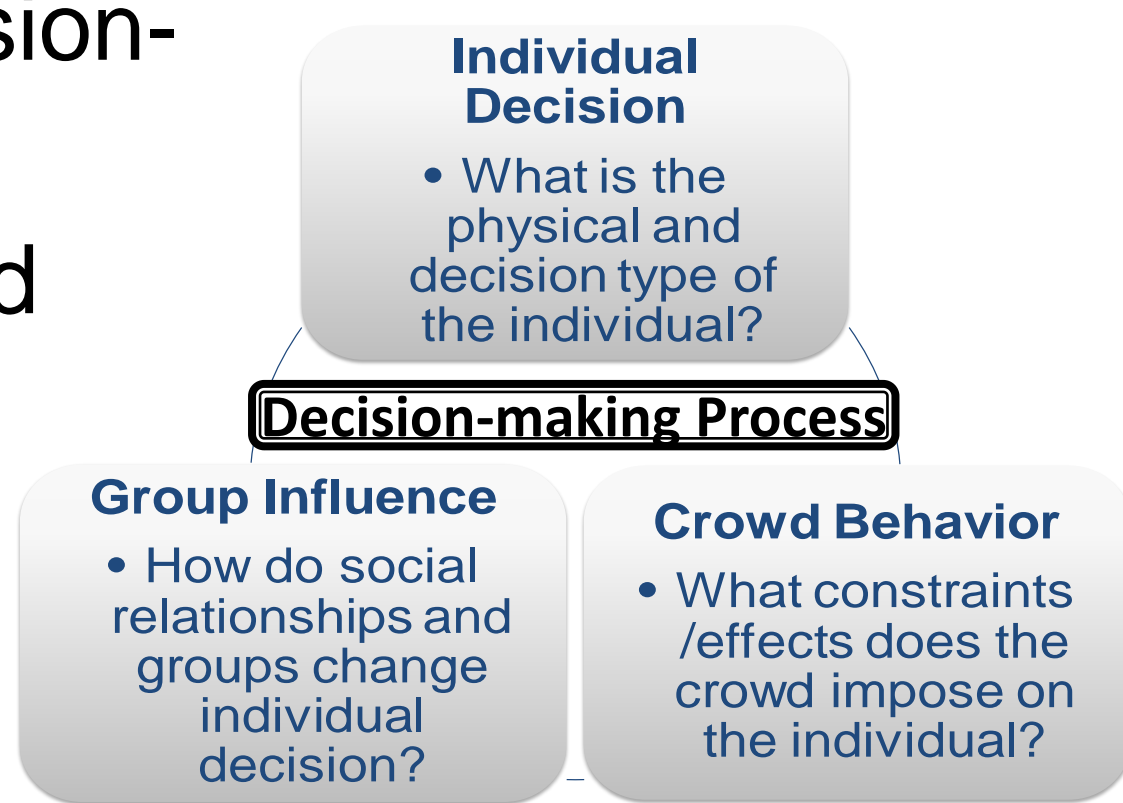 sion-
d
Individual
Decision
• What is the
physical and
decision type of
the individual?
Decision-making Process
Group Influence
• How do social
relationships and
groups change
individual
decision?
Crowd Behavior
• What constraints
/effects does the
crowd impose on
the individual?